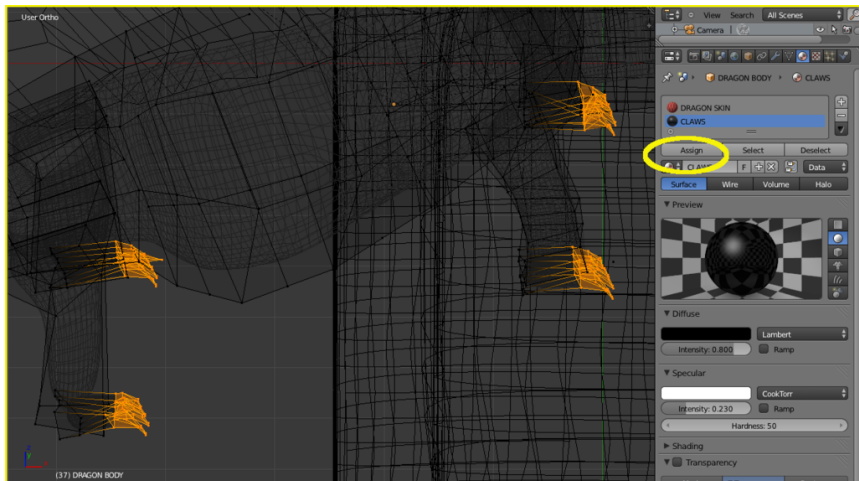 User Ortho
View Search All Scenes
Camera
DRAGON BODY CLAWS
DRAGON SKIN
CLAWS
Assign Select Deselect
F Data
Surface Wire Volume Halo
Preview
Diffuse
Lambert
Intensity: 0.800 Ramp
Specular
CookTorr
Intensity: 0.230 Ramp
Hardness: 50
Shading
Transparency
(37) DRAGON BODY